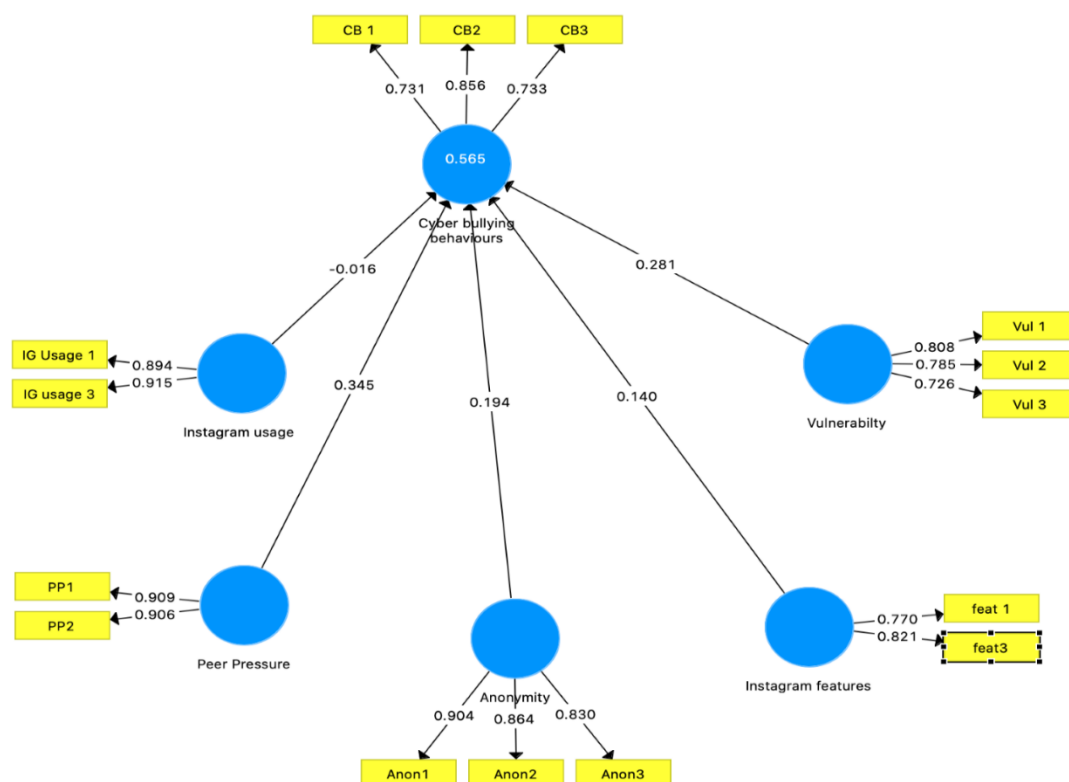 CB 1
CB2
CB3
0.731
0.856
0.733
0.565
Cyber bullying
behaviours
-0.016
0.281
IG Usage 1
0.894
IG usage 3
0.915
Instagram usage
0.345
0.194
0.140
Vul 1
0.808
Vul 2
0.785
Vul 3
0.726
Vulnerabilty
PP1
0.909
PP2
0.906
Peer Pressure
feat 1
0.770
feat3
0.821
Instagram features
Anonymity
0.904
0.864
0.830
Anon1
Anon2
Anon3